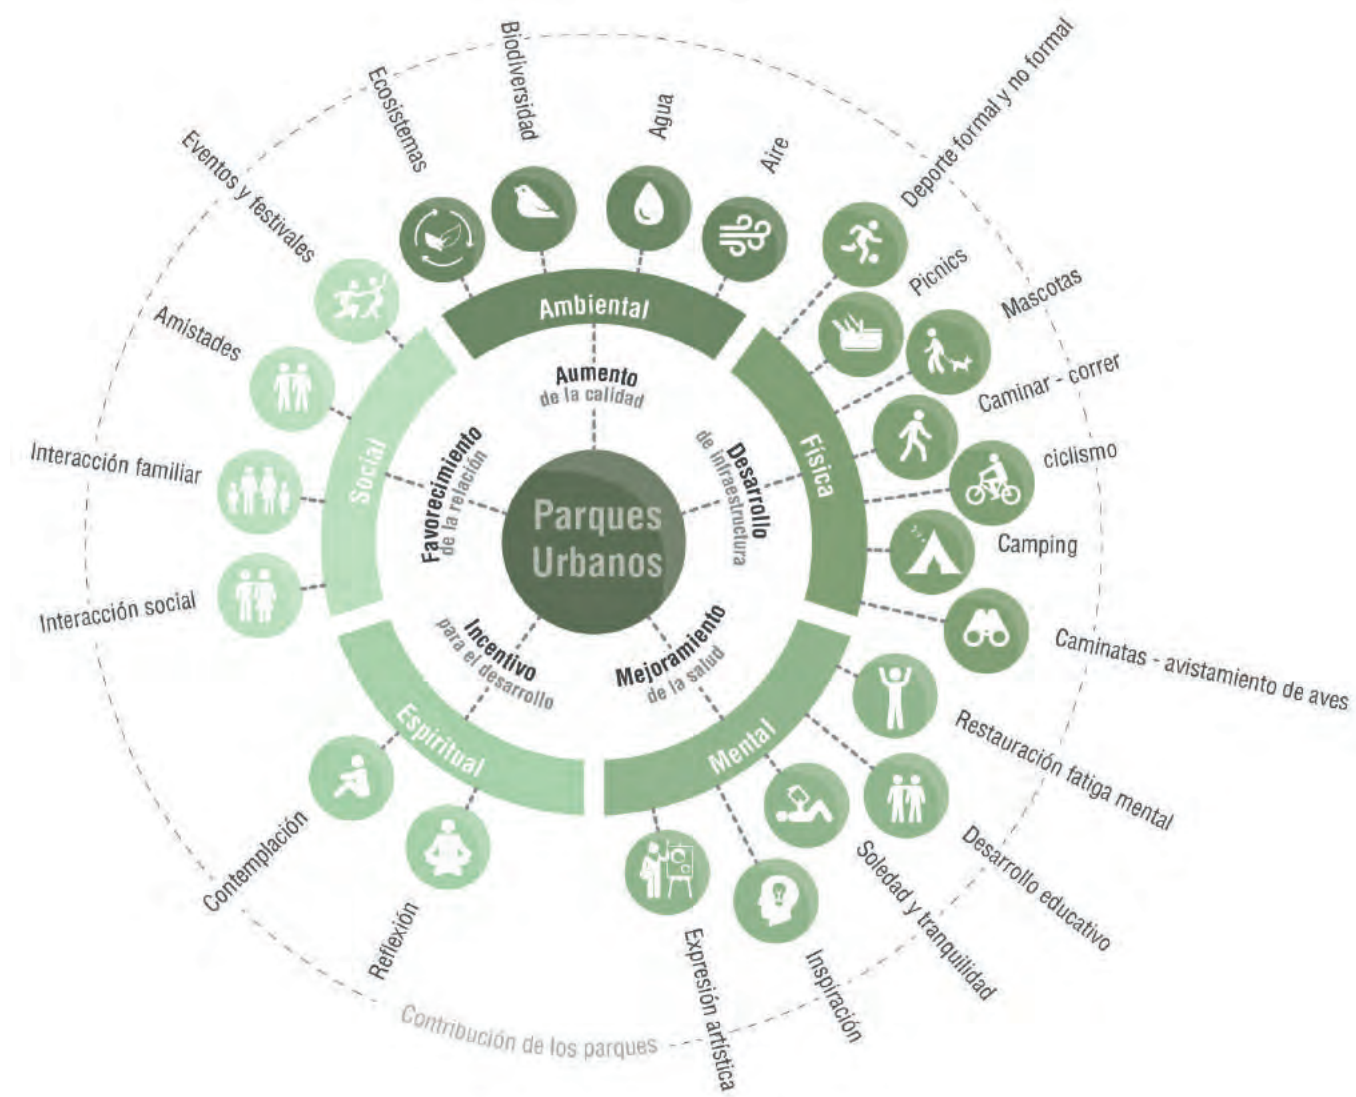 Parques
Urbanos
Aumento
de la calidad
Ambiental
Ecosistemas
Biodiversidad
Agua
Aire
Desarrollo
de infraestructura
Física
Deporte formal y no formal
Picnics
Mascotas
Caminar - correr
ciclismo
Camping
Caminatas - avistamiento de aves
Mejoramiento
de la salud
Mental
Restauración fatiga mental
Desarrollo educativo
Soledad y tranquilidad
Inspiración
Expresión artística
Incentivo
para el desarrollo
Espiritual
Reflexión
Contemplación
Favorecimiento
de la relación
Social
Interacción social
Interacción familiar
Amistades
Eventos y festivales
Contribución de los parques